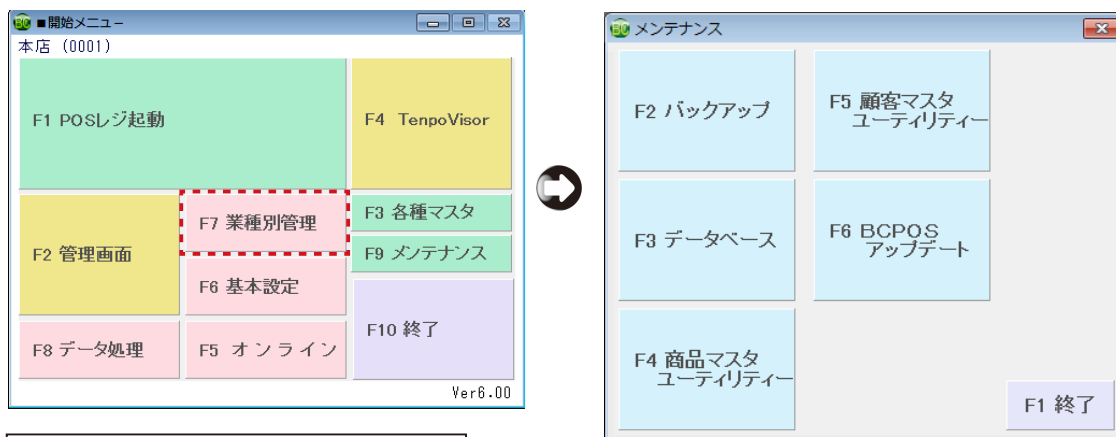 ■開始メニュー
本店 (0001)
F1 POSレジ起動
F4 TenpoVisor
F7 業種別管理
F3 各種マスタ
F2 管理画面
F9 メンテナンス
F6 基本設定
F10 終了
F8 データ処理
F5 オンライン
Ver6.00
メンテナンス
F2 バックアップ
F5 顧客マスタ
ユーティリティー
F3 データベース
F6 BCPOS
アップデート
F4 商品マスタ
ユーティリティー
F1 終了